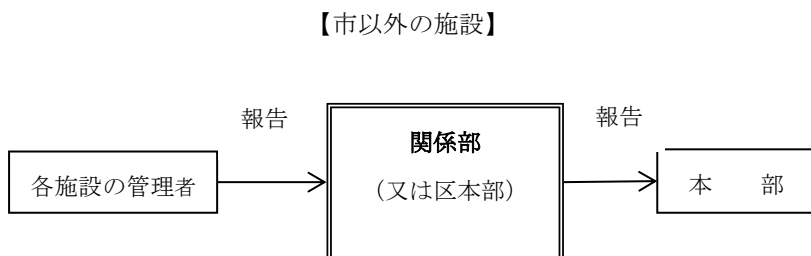 【市以外の施設】
報告
報告
各施設の管理者
関係部
(又は区本部)
本　　部